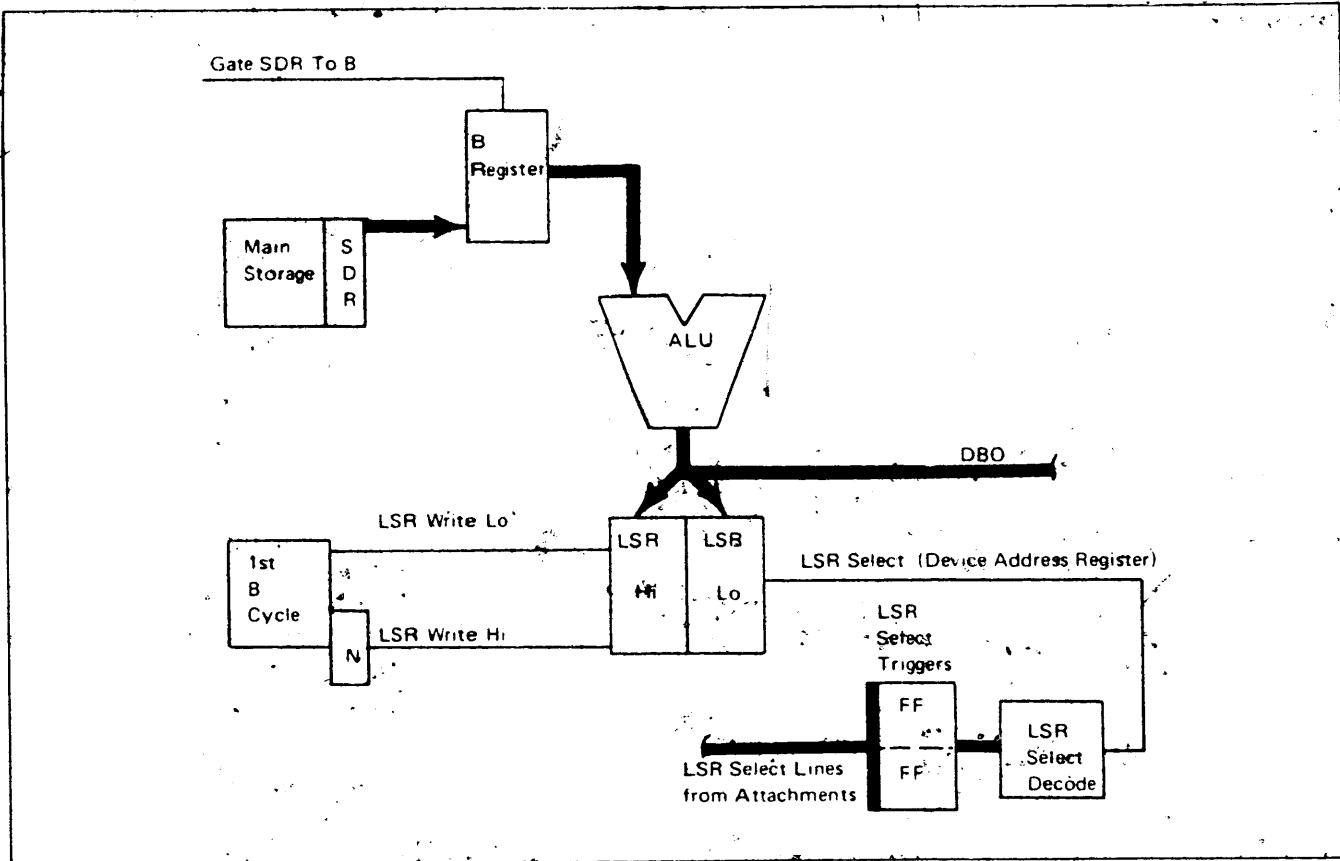 Gate SDR To B
B
Register
Main
Storage
S
D
R
ALU
DBO
LSR Write Lo
1st
B
Cycle
N
LSR Write Hi
LSR
Hi
LSR
Lo
LSR Select (Device Address Register)
LSR
Select
Triggers
FF
FF
LSR
Select
Decode
LSR Select Lines
from Attachments